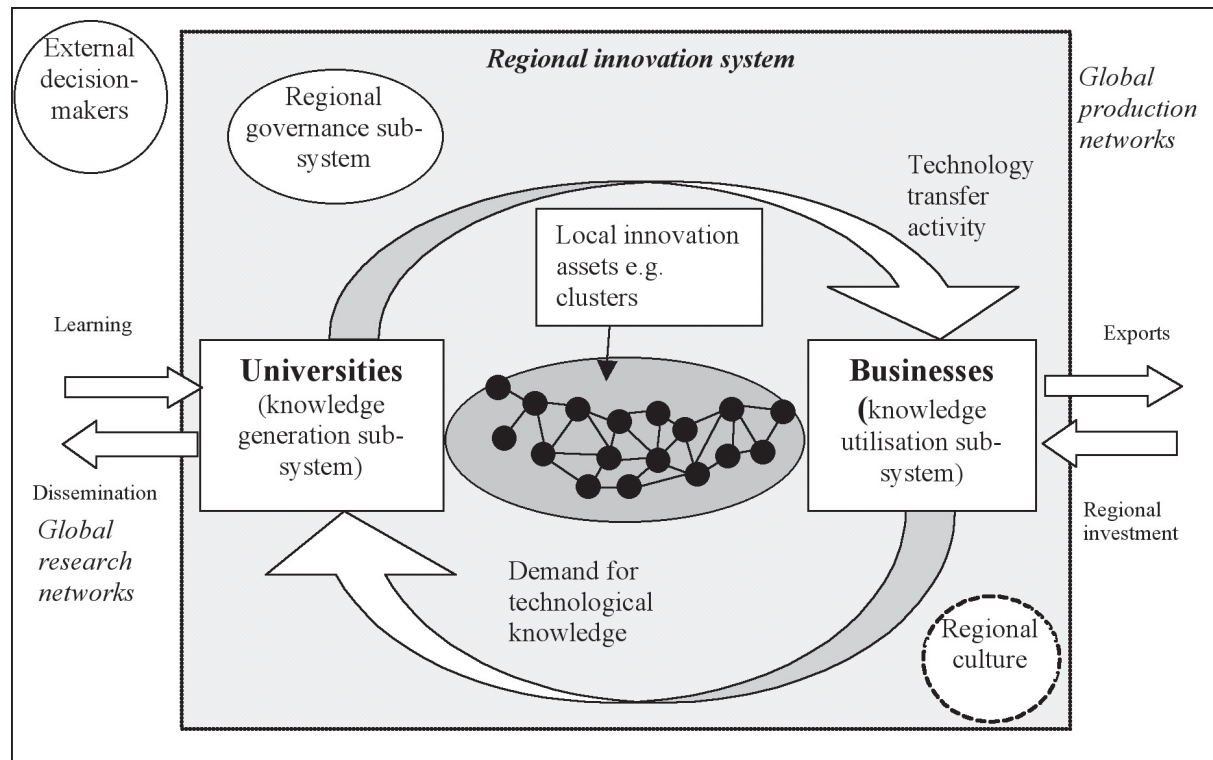 External
decision-
makers
Regional innovation system
Regional
governance sub-
system
Global
production
networks
Technology
transfer
activity
Local innovation
assets e.g.
clusters
Learning
Universities
(knowledge
generation sub-
system)
Businesses
(knowledge
utilisation sub-
system)
Exports
Dissemination
Global
research
networks
Regional
investment
Demand for
technological
knowledge
Regional
culture